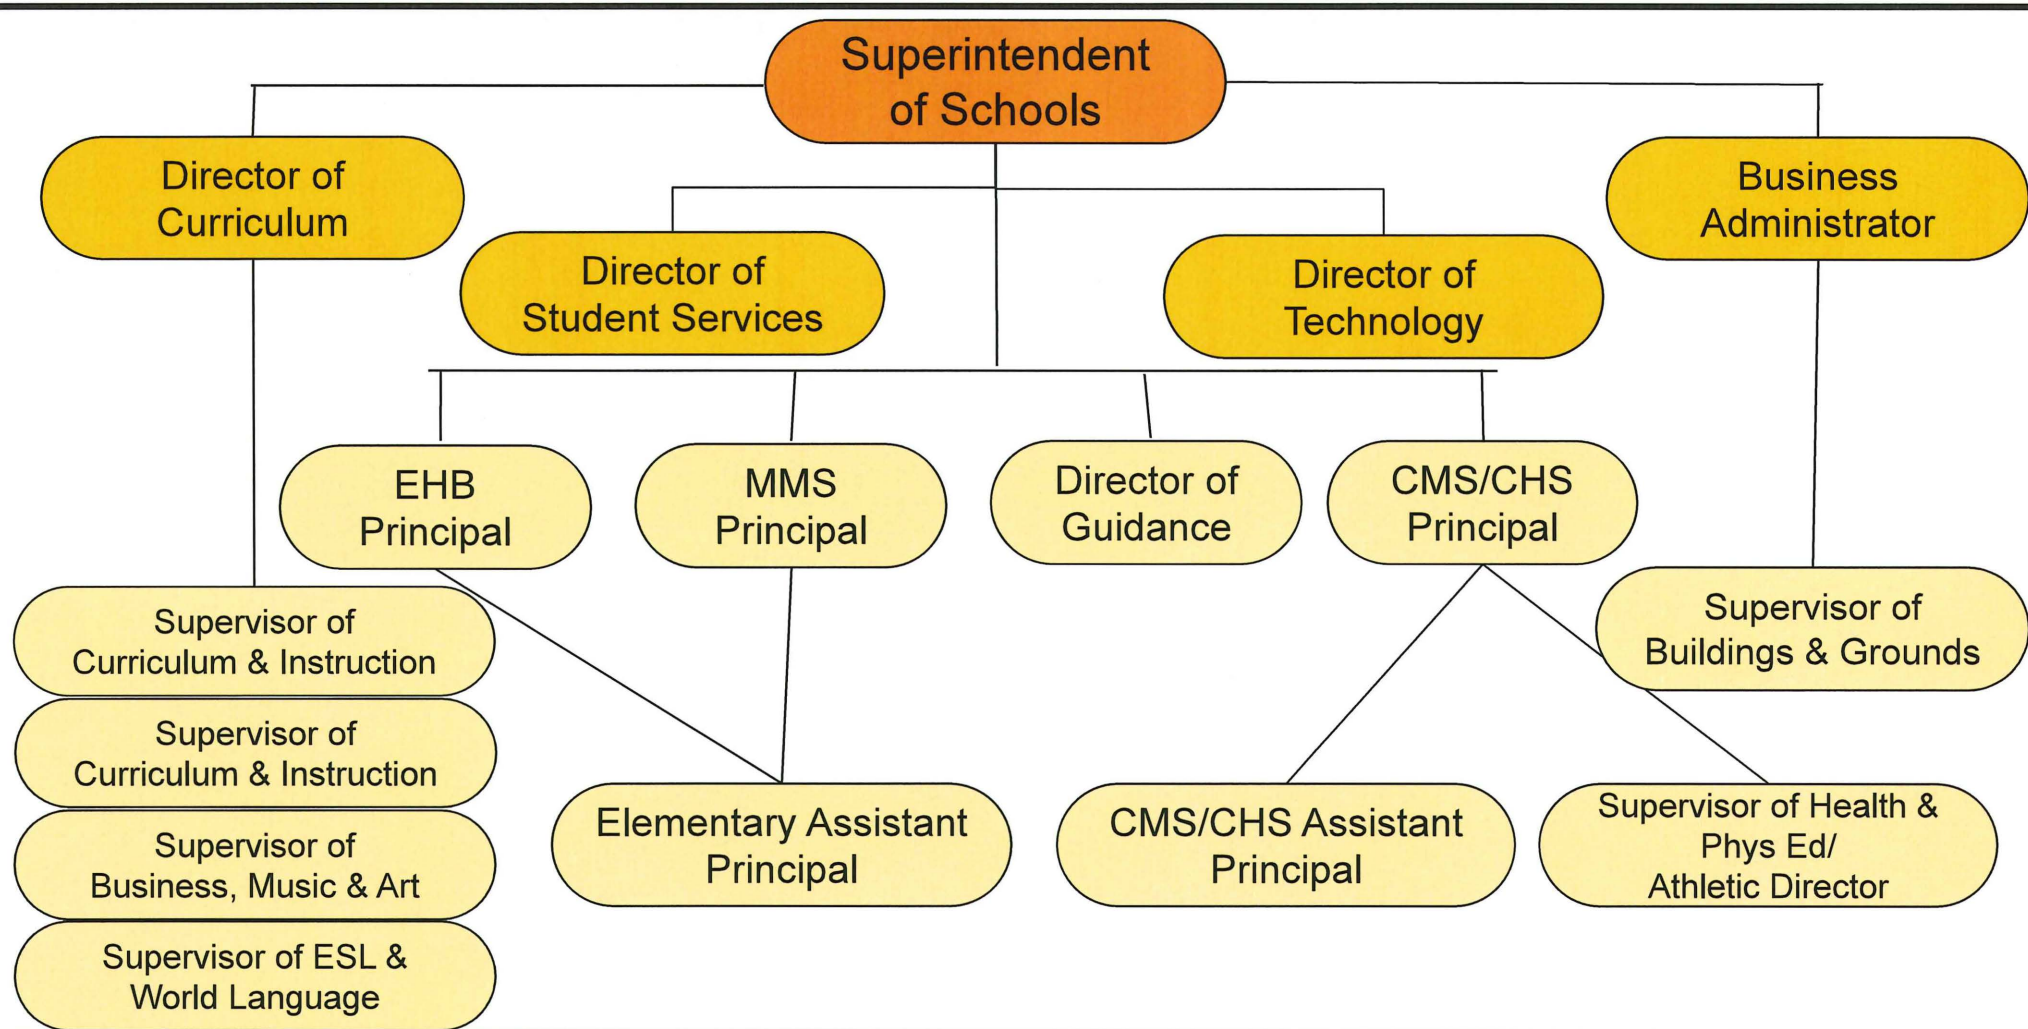 Superintendent
of Schools
Director of
Curriculum
Business
Administrator
Director of
Student Services
Director of
Technology
EHB
Principal
MMS
Principal
Director of
Guidance
CMS/CHS
Principal
Supervisor of
Curriculum & Instruction
Supervisor of
Buildings & Grounds
Supervisor of
Curriculum & Instruction
Supervisor of
Business, Music & Art
Elementary Assistant
Principal
CMS/CHS Assistant
Principal
Supervisor of Health &
Phys Ed/
Athletic Director
Supervisor of ESL &
World Language